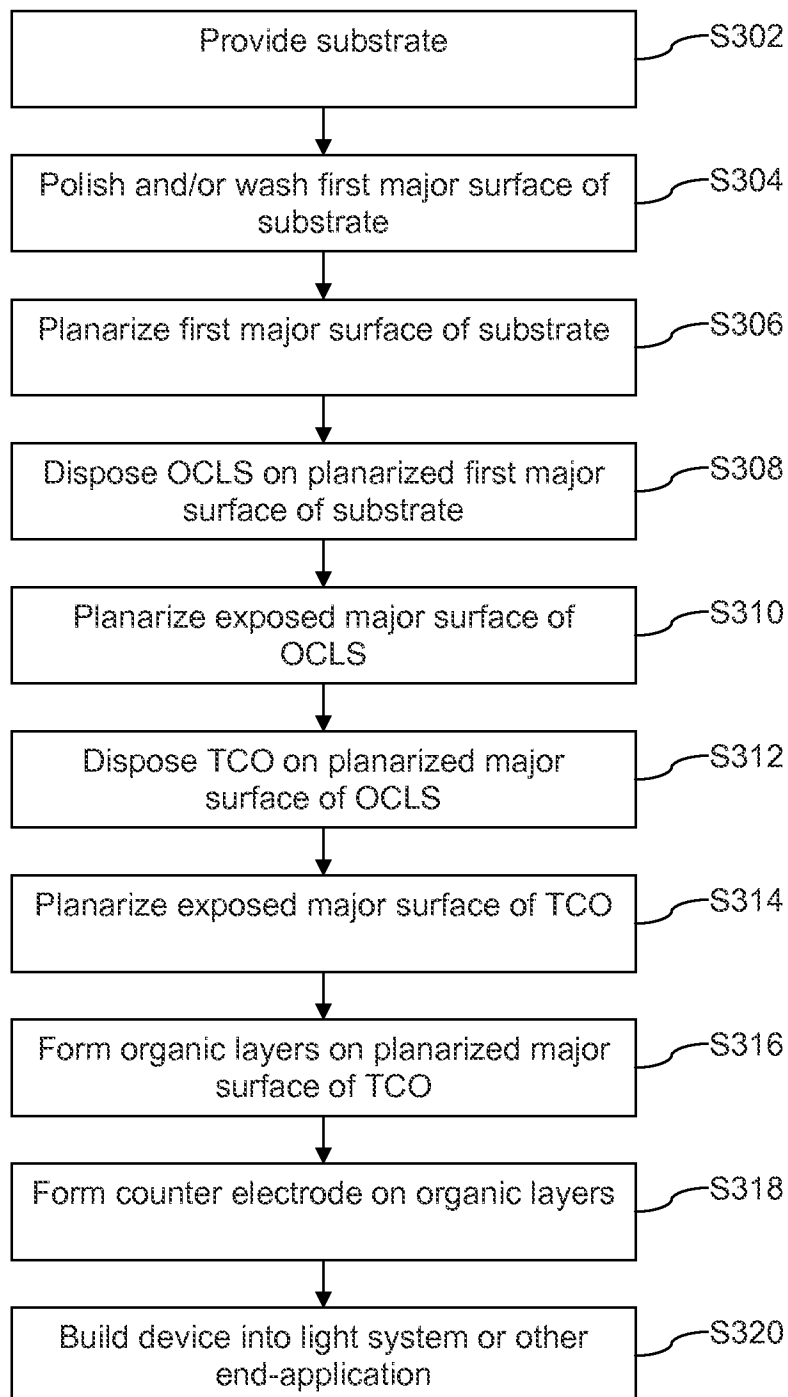 Provide substrate
S302
Polish and/or wash first major surface of
substrate
S304
Planarize first major surface of substrate
S306
Dispose OCLS on planarized first major
surface of substrate
S308
Planarize exposed major surface of
OCLS
S310
Dispose TCO on planarized major
surface of OCLS
S312
Planarize exposed major surface of TCO
S314
Form organic layers on planarized major
surface of TCO
S316
Form counter electrode on organic layers
S318
Build device into light system or other
end-application
S320